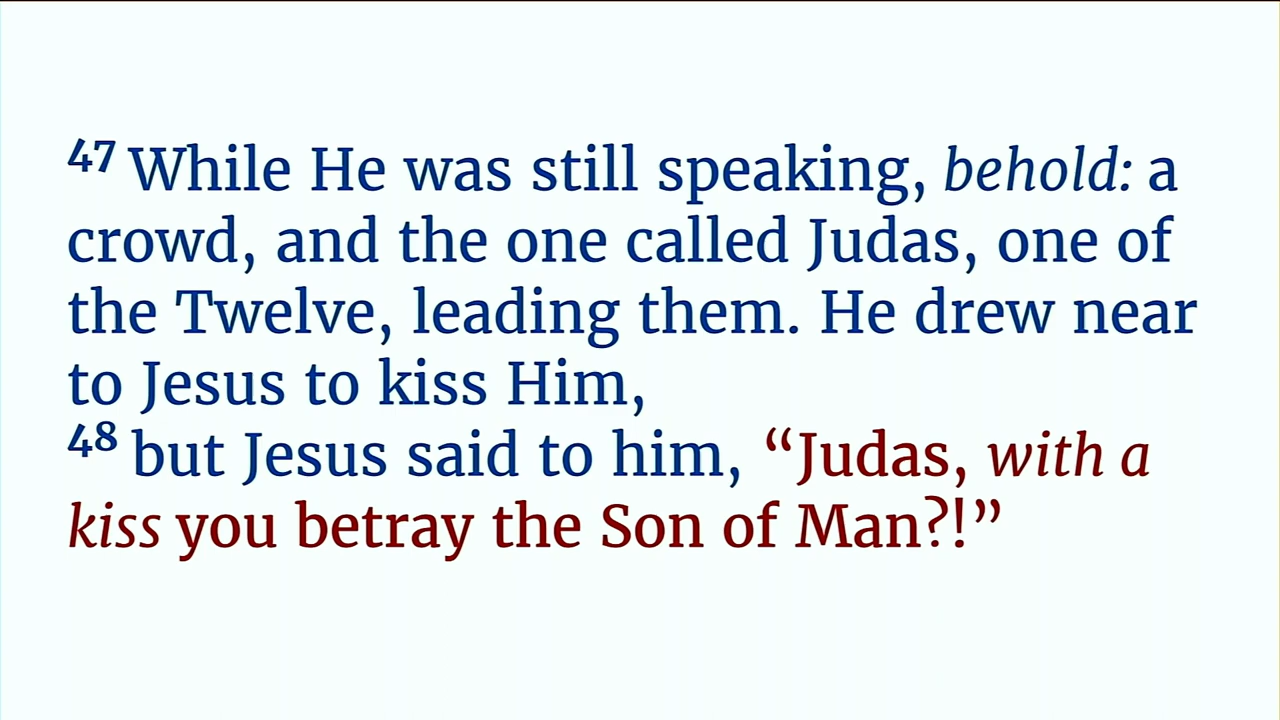 47 While He was still speaking, behold: a
crowd, and the one called Judas, one of
the Twelve, leading them. He drew near
to Jesus to kiss Him,
48 but Jesus said to him, “Judas, with a
kiss you betray the Son of Man?!”